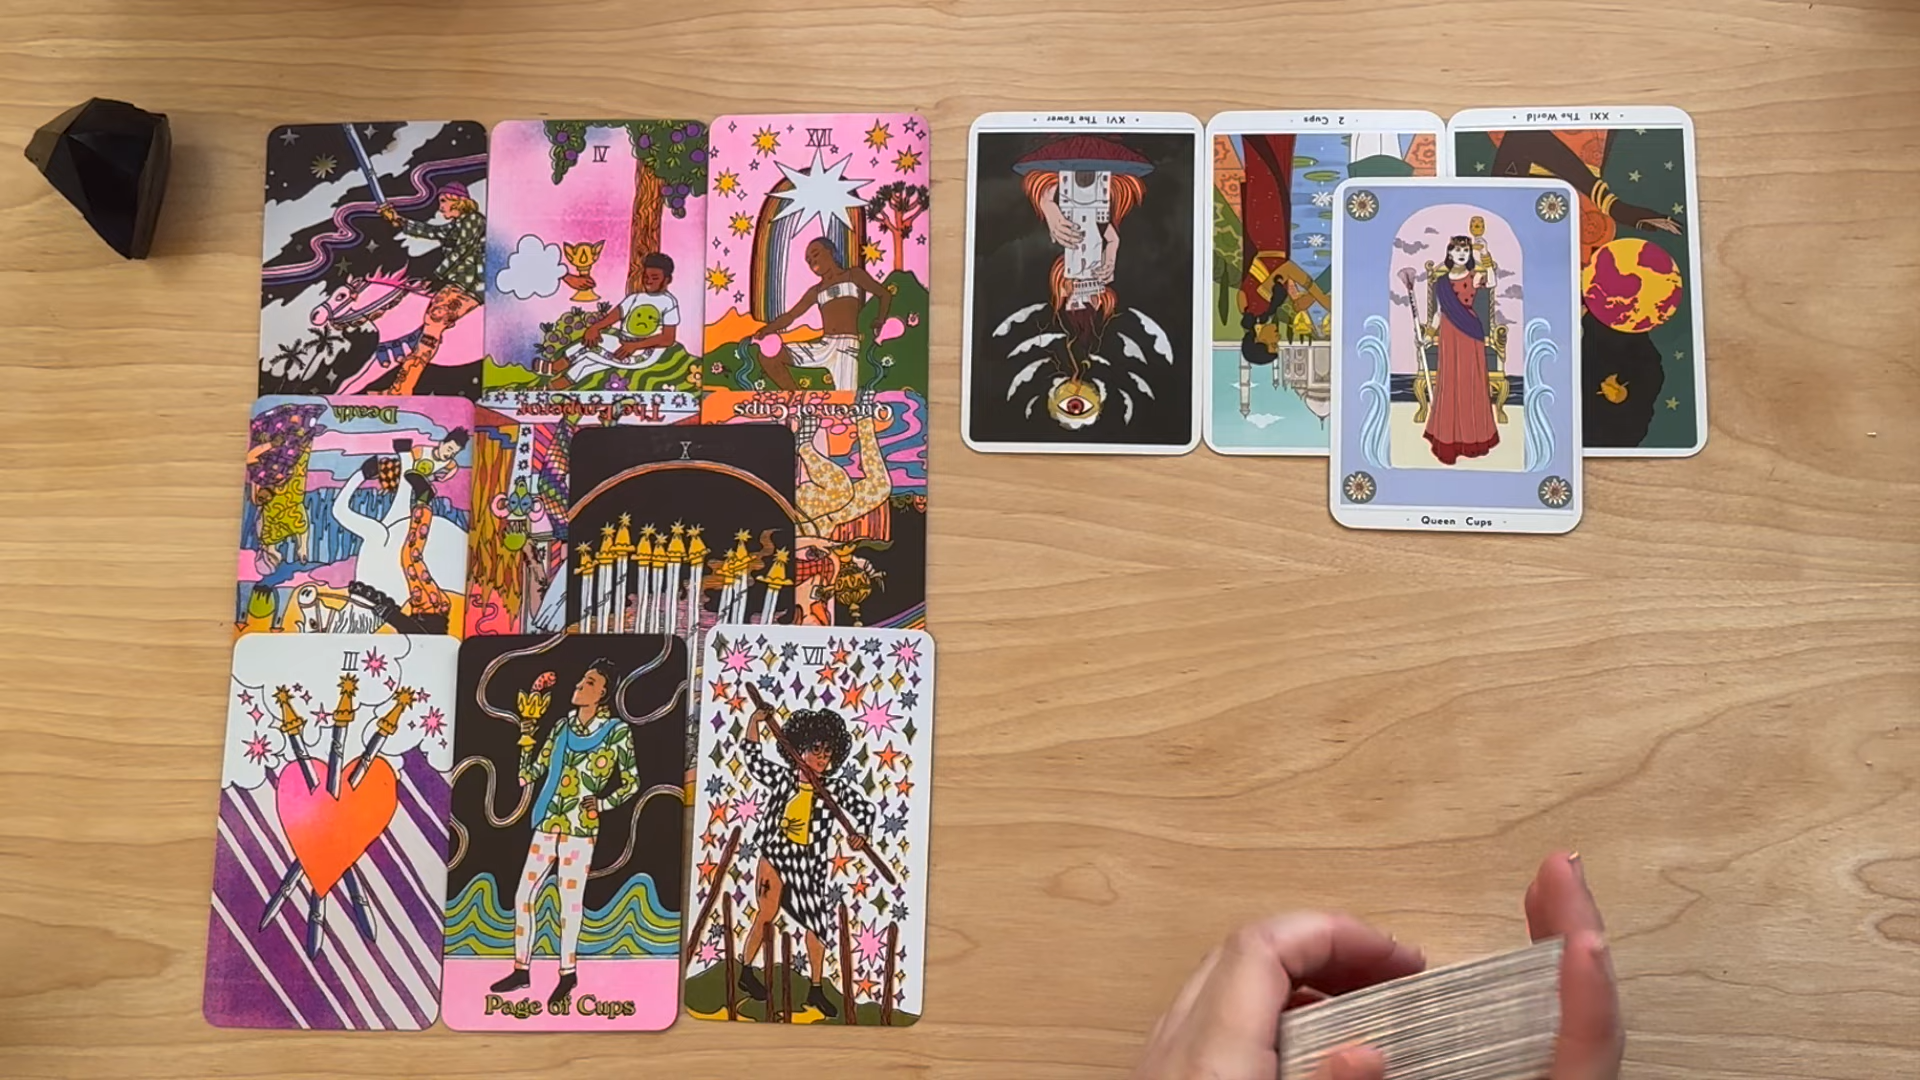 IV
XVII
· XVI The Tower ·
· 2 Cups ·
· XXI The World ·
Death
The Emperor
Queen of Cups
X
· Queen Cups ·
III
VII
Page of Cups